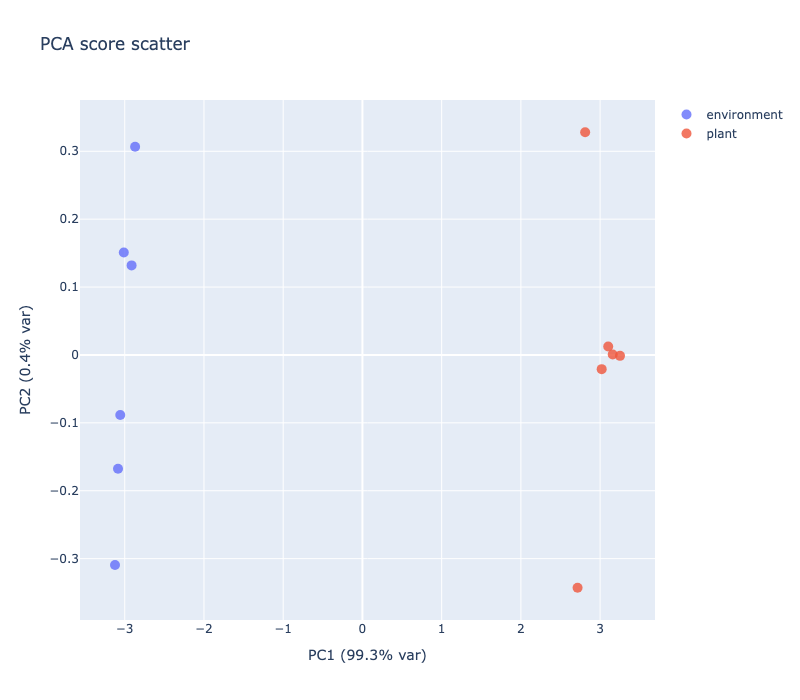 PCA score scatter
environment
plant
0.3
0.2
0.1
0
−0.1
−0.2
−0.3
PC2 (0.4% var)
−3
−2
−1
0
1
2
3
PC1 (99.3% var)